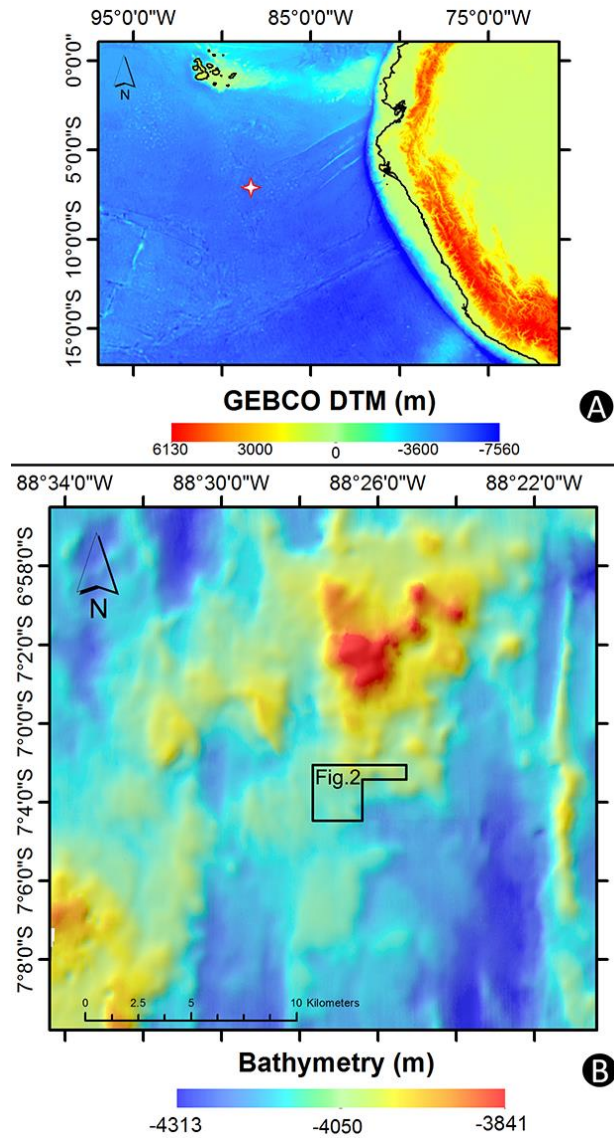 95°0'0"W 85°0'0"W 75°0'0"W
0°0'0"
N
5°0'0"S
10°0'0"S
15°0'0"S
GEBCO DTM (m)
A
6130 3000 0 -3600 -7560
88°34'0"W 88°30'0"W 88°26'0"W 88°22'0"W
6°58'0"S
N
7°2'0"S
7°0'0"S
Fig.2
7°4'0"S
7°6'0"S
7°8'0"S
0 2.5 5 10 Kilometers
Bathymetry (m)
B
-4313 -4050 -3841